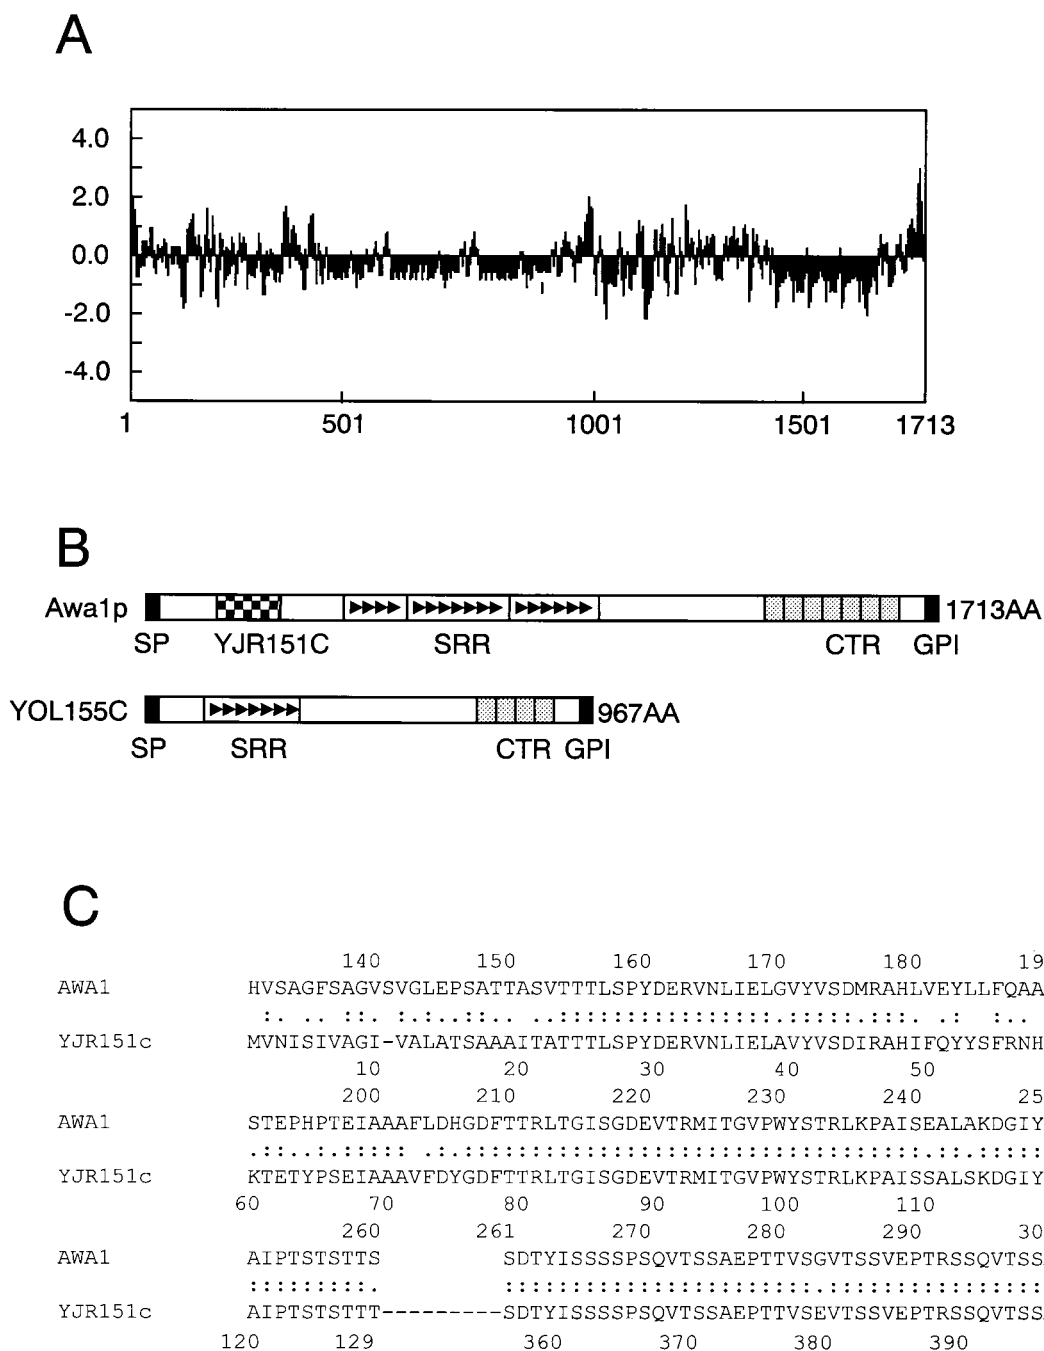 A
4.0
2.0
0.0
-2.0
-4.0
1 501 1001 1501 1713
B
Awa1p 1713AA
SP YJR151C SRR CTR GPI
YOL155C 967AA
SP SRR CTR GPI
C
140 150 160 170 180 19
AWA1 HVSAGFSAGVSVGLEPSATTASVTTTLSPYDERVNLIELGVYVSDMRAHLVEYLLFQAA
YJR151c MVNISIVAGI-VALATSAAAITATTTLSPYDERVNLIELAVYVSDIRAHIFQYYSFRNH
10 20 30 40 50
200 210 220 230 240 25
AWA1 STEPHPTEIAAAFLDHGDFTTRLTGISGDEVTRMITGVPWYSTRLKPAISEALAKDGIY
YJR151c KTETYPSEIAAAVFDYGDFTTRLTGISGDEVTRMITGVPWYSTRLKPAISSALSKDGIY
60 70 80 90 100 110
260 261 270 280 290 30
AWA1 AIPTSTSTTS SDTYISSSSPSQVTSSAEPTTVSGVTSSVEPTRSSQVTSS
YJR151c AIPTSTSTTT---------SDTYISSSSPSQVTSSAEPTTVSEVTSSVEPTRSSQVTSS
120 129 360 370 380 390